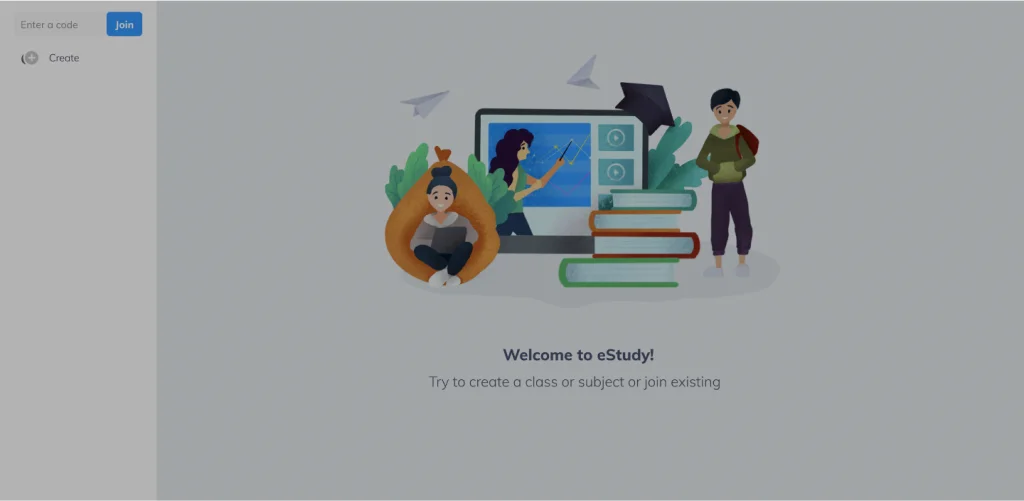 Enter a code
Join
Create
Welcome to eStudy!
Try to create a class or subject or join existing